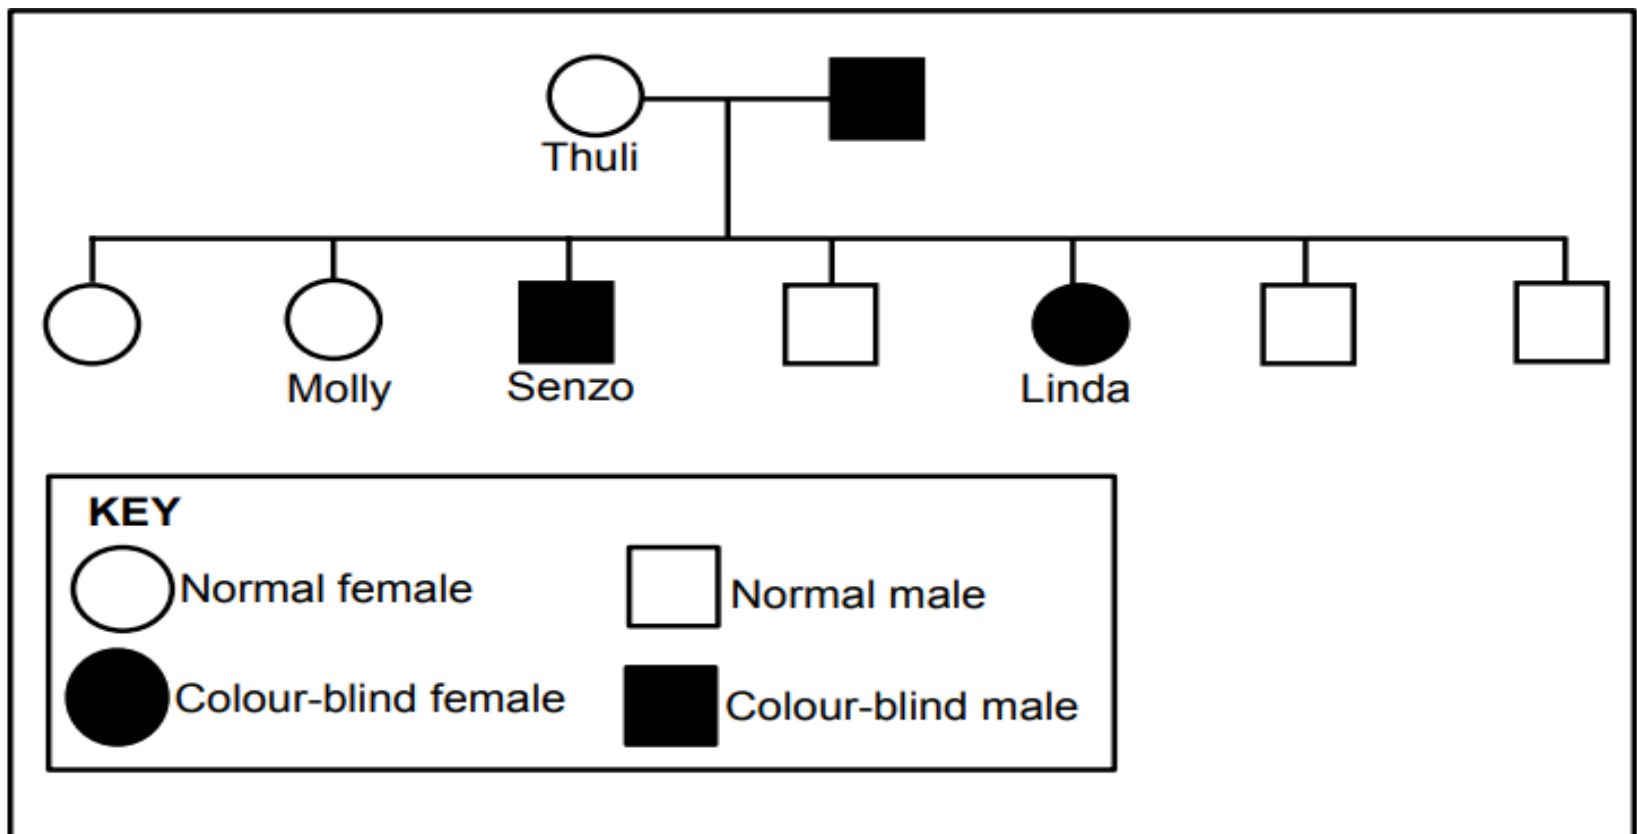 Thuli
Molly
Senzo
Linda
KEY
Normal female
Normal male
Colour-blind female
Colour-blind male